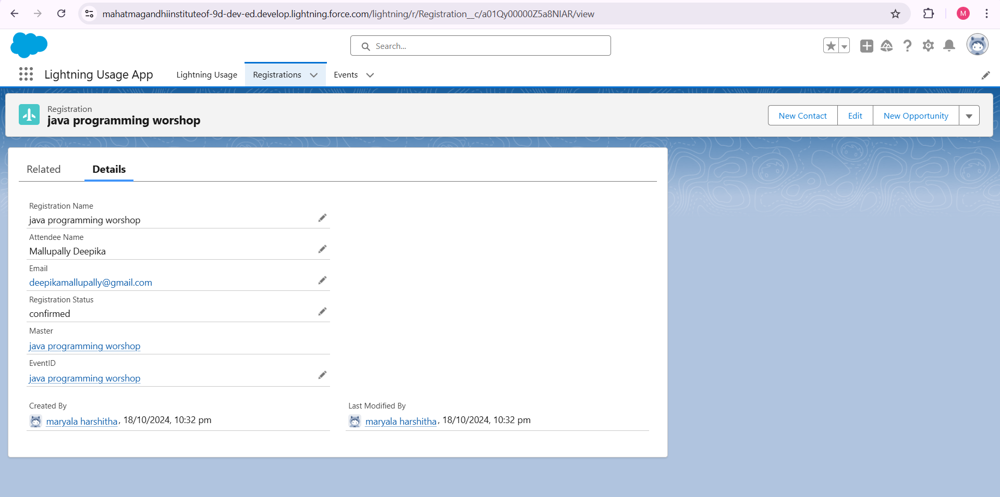 mahatmagandhiinstituteof-9d-dev-ed.develop.lightning.force.com/lightning/r/Registration__c/a01Qy00000Z5a8NIAR/view
M
Search...
Lightning Usage App
Lightning Usage
Registrations
Events
Registration
java programming worshop
New Contact
Edit
New Opportunity
Related
Details
Registration Name
java programming worshop
Attendee Name
Mallupally Deepika
Email
deepikamallupally@gmail.com
Registration Status
confirmed
Master
java programming worshop
EventID
java programming worshop
Created By
maryala harshitha, 18/10/2024, 10:32 pm
Last Modified By
maryala harshitha, 18/10/2024, 10:32 pm